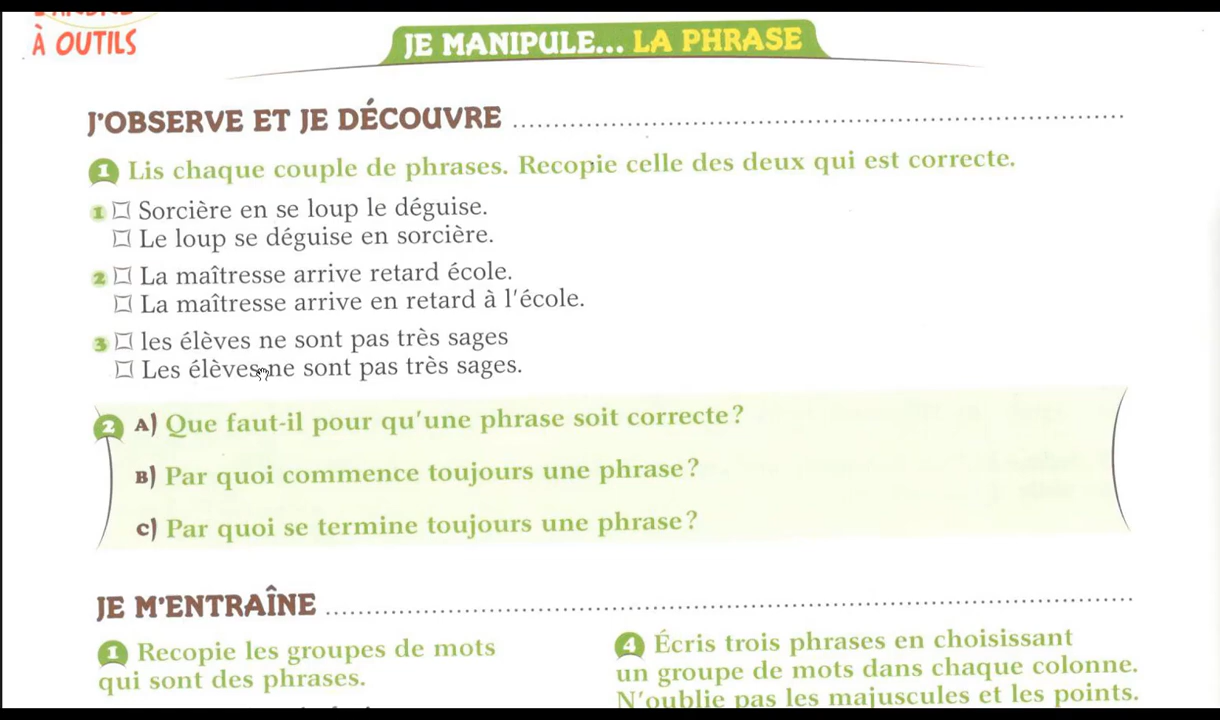 À OUTILS
JE MANIPULE... LA PHRASE
J'OBSERVE ET JE DÉCOUVRE
1 Lis chaque couple de phrases. Recopie celle des deux qui est correcte.
1 □ Sorcière en se loup le déguise.
□ Le loup se déguise en sorcière.
2 □ La maîtresse arrive retard école.
□ La maîtresse arrive en retard à l'école.
3 □ les élèves ne sont pas très sages
□ Les élèves ne sont pas très sages.
2 A) Que faut-il pour qu'une phrase soit correcte?
B) Par quoi commence toujours une phrase?
C) Par quoi se termine toujours une phrase?
JE M'ENTRAÎNE
1 Recopie les groupes de mots
qui sont des phrases.
4 Écris trois phrases en choisissant
un groupe de mots dans chaque colonne.
N'oublie pas les majuscules et les points.